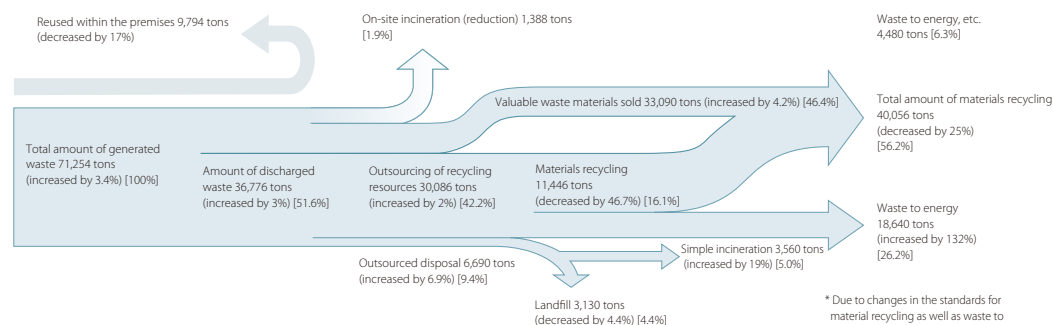 Reused within the premises 9,794 tons
(decreased by 17%)
On-site incineration (reduction) 1,388 tons
[1.9%]
Waste to energy, etc.
4,480 tons [6.3%]
Valuable waste materials sold 33,090 tons (increased by 4.2%) [46.4%]
Total amount of materials recycling
40,056 tons
(decreased by 25%)
[56.2%]
Total amount of generated
waste 71,254 tons
(increased by 3.4%) [100%]
Amount of discharged
waste 36,776 tons
(increased by 3%) [51.6%]
Outsourcing of recycling
resources 30,086 tons
(increased by 2%) [42.2%]
Materials recycling
11,446 tons
(decreased by 46.7%) [16.1%]
Waste to energy
18,640 tons
(increased by 132%)
[26.2%]
Outsourced disposal 6,690 tons
(increased by 6.9%) [9.4%]
Simple incineration 3,560 tons
(increased by 19%) [5.0%]
Landfill 3,130 tons
(decreased by 4.4%) [4.4%]
* Due to changes in the standards for
material recycling as well as waste to